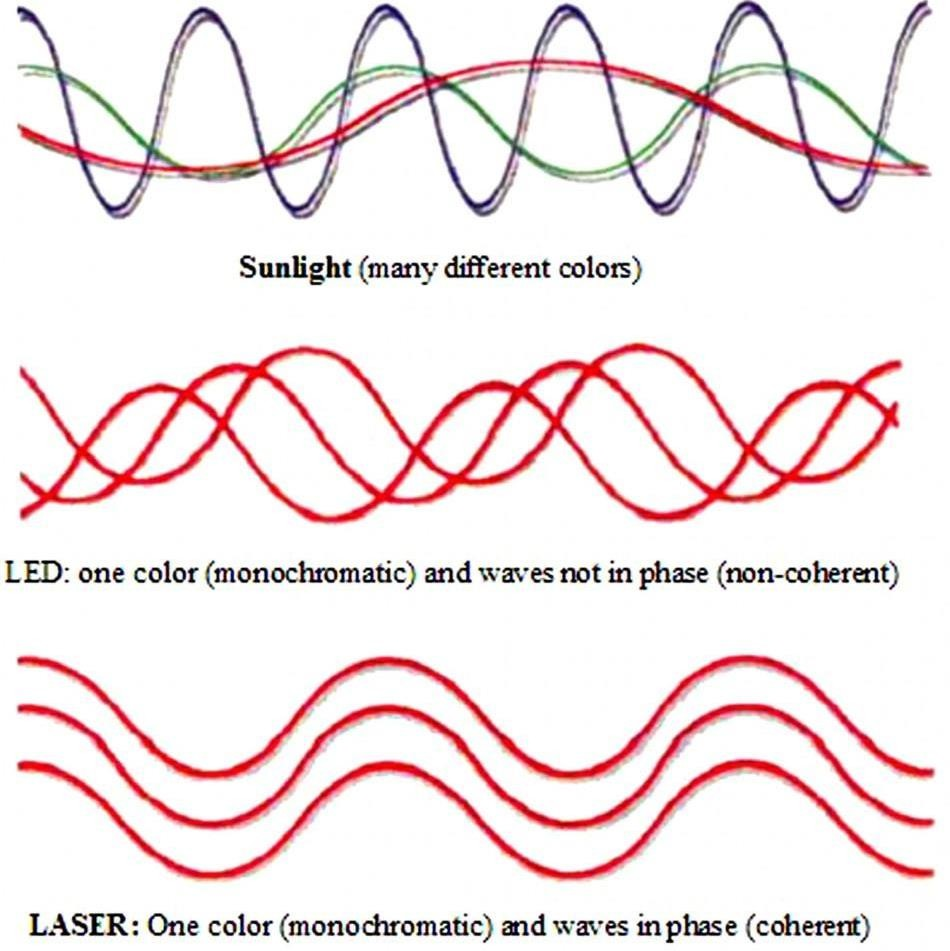 Sunlight (many different colors)
LED: one color (monochromatic) and waves not in phase (non-coherent)
LASER: One color (monochromatic) and waves in phase (coherent)